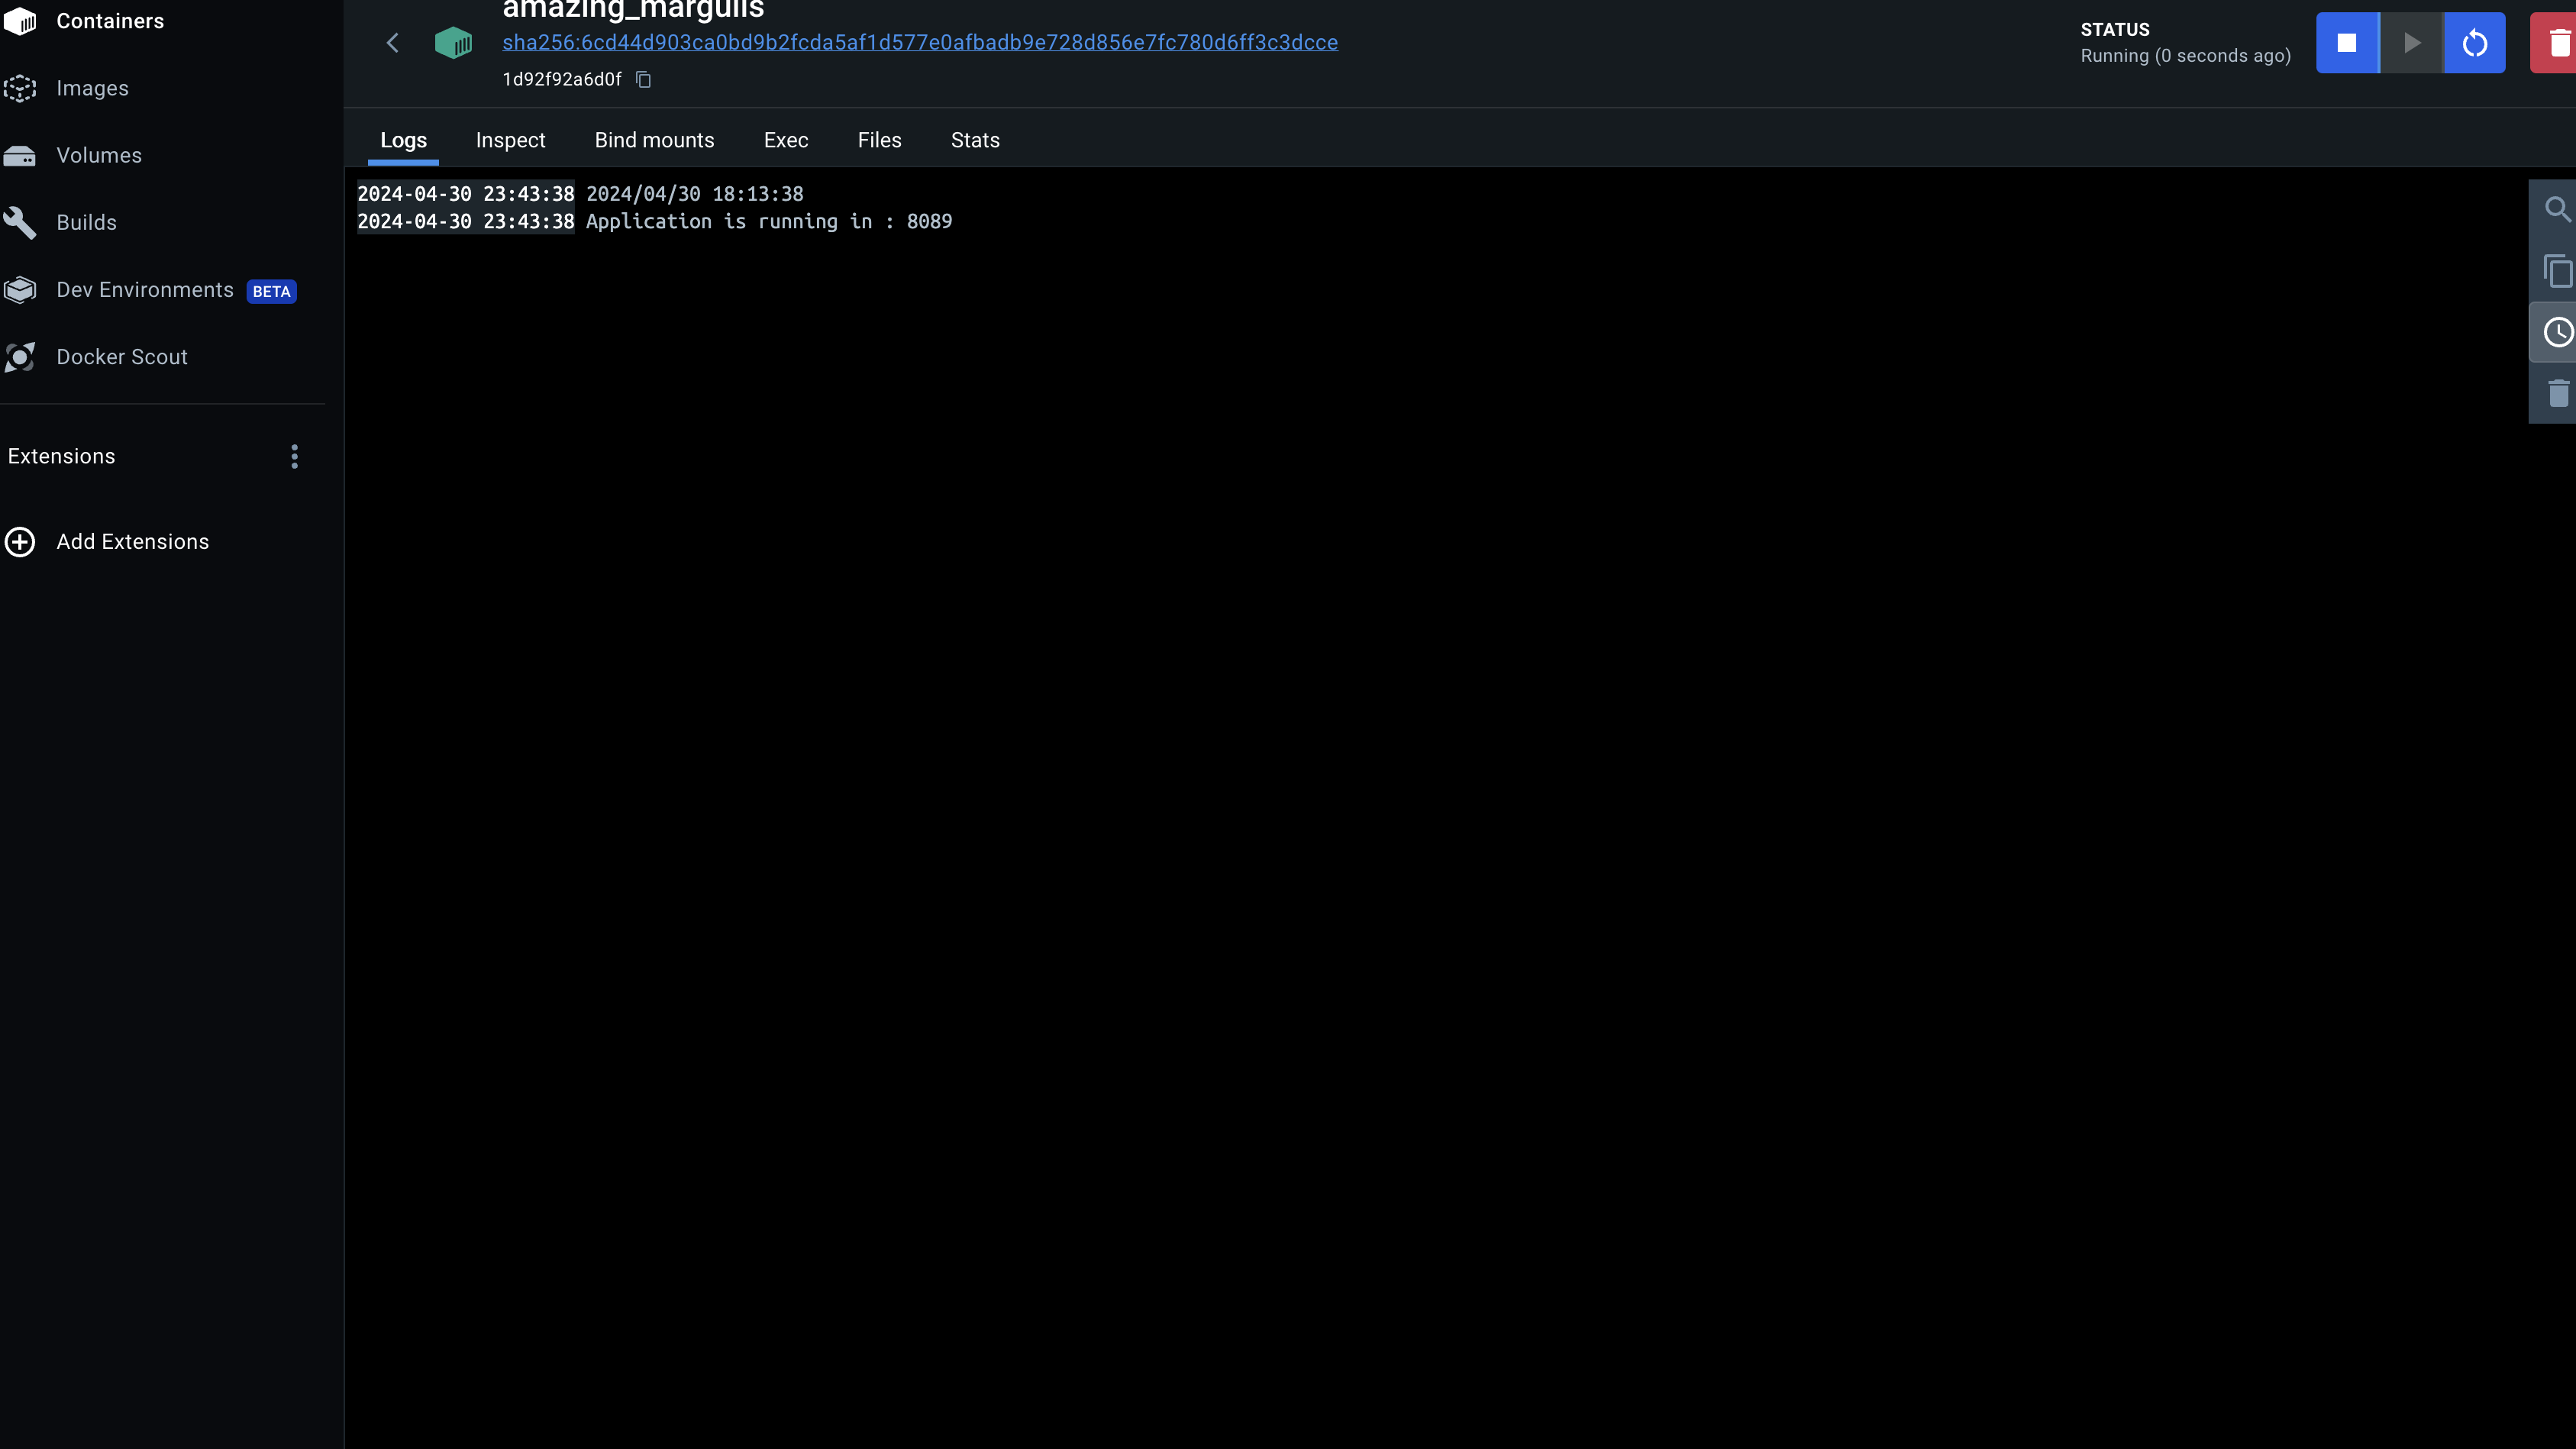 Containers
Images
Volumes
Builds
Dev Environments BETA
Docker Scout
Extensions
Add Extensions
amazing_margulis
sha256:6cd44d903ca0bd9b2fcda5af1d577e0afbadb9e728d856e7fc780d6ff3c3dcce
1d92f92a6d0f
STATUS
Running (0 seconds ago)
Logs Inspect Bind mounts Exec Files Stats
2024-04-30 23:43:38 2024/04/30 18:13:38
2024-04-30 23:43:38 Application is running in : 8089